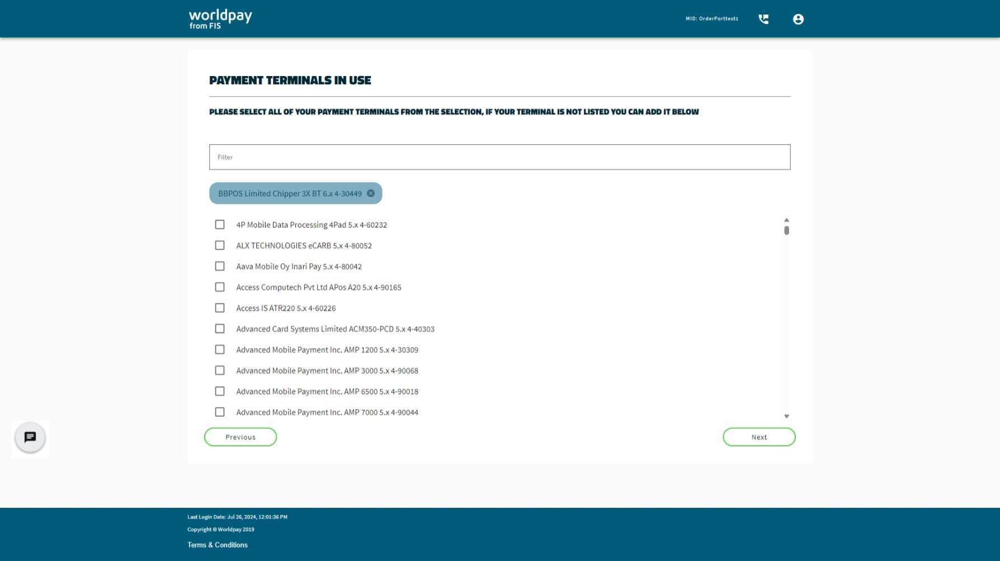 worldpay
from FIS
MID: OrderPorttest1
PAYMENT TERMINALS IN USE
PLEASE SELECT ALL OF YOUR PAYMENT TERMINALS FROM THE SELECTION, IF YOUR TERMINAL IS NOT LISTED YOU CAN ADD IT BELOW
Filter
BBPOS Limited Chipper 3X BT 6.x 4-30449
4P Mobile Data Processing 4Pad 5.x 4-60232
ALX TECHNOLOGIES eCARB 5.x 4-80052
Aava Mobile Oy Inari Pay 5.x 4-80042
Access Computech Pvt Ltd APos A20 5.x 4-90165
Access IS ATR220 5.x 4-60226
Advanced Card Systems Limited ACM350-PCD 5.x 4-40303
Advanced Mobile Payment Inc. AMP 1200 5.x 4-30309
Advanced Mobile Payment Inc. AMP 3000 5.x 4-90068
Advanced Mobile Payment Inc. AMP 6500 5.x 4-90018
Advanced Mobile Payment Inc. AMP 7000 5.x 4-90044
Previous
Next
Last Login Date: Jul 26, 2024, 12:01:36 PM
Copyright © Worldpay 2019
Terms & Conditions